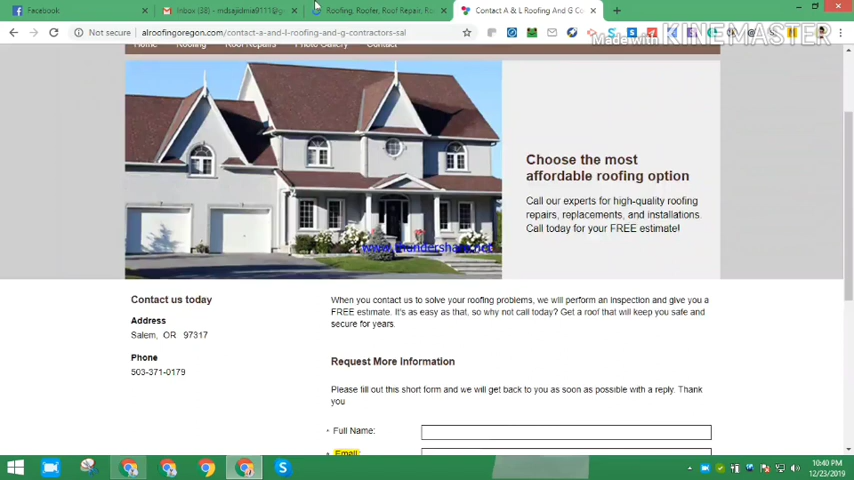 Facebook
Inbox (38) - mdsajidmia9111@g
Roofing, Roofer, Roof Repair, Ro
Contact A & L Roofing And G Co
Not secure
alroofingoregon.com/contact-a-and-l-roofing-and-g-contractors-sal
Made with
KINEMASTER
Home Roofing Roof Repairs Photo Gallery Contact
Choose the most
affordable roofing option
Call our experts for high-quality roofing
repairs, replacements, and installations.
Call today for your FREE estimate!
Contact us today
Address
Salem, OR 97317
Phone
503-371-0179
When you contact us to solve your roofing problems, we will perform an inspection and give you a
FREE estimate. It's as easy as that, so why not call today? Get a roof that will keep you safe and
secure for years.
Request More Information
Please fill out this short form and we will get back to you as soon as possible with a reply. Thank
you
* Full Name:
* Email:
10:40 PM
12/23/2019